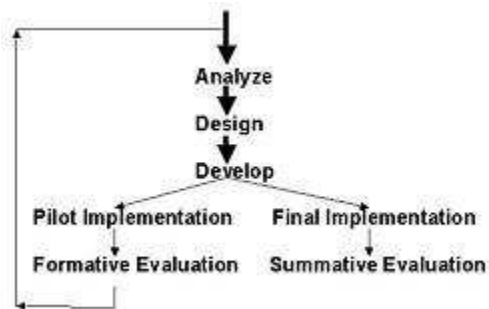 Analyze
Design
Develop
Pilot Implementation Final Implementation
Formative Evaluation Summative Evaluation